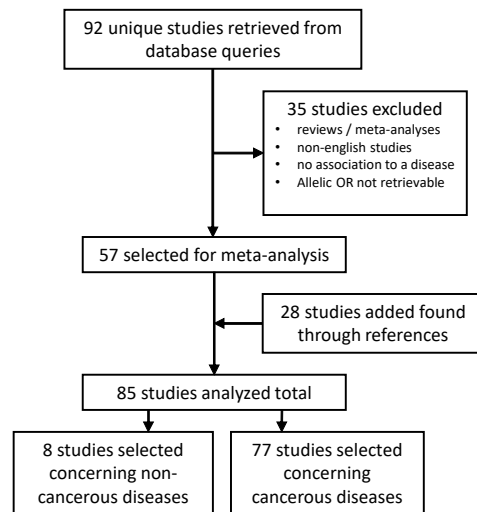 92 unique studies retrieved from
database queries
35 studies excluded
• reviews / meta-analyses
• non-english studies
• no association to a disease
• Allelic OR not retrievable
57 selected for meta-analysis
28 studies added found
through references
85 studies analyzed total
8 studies selected
concerning non-
cancerous diseases
77 studies selected
concerning
cancerous diseases